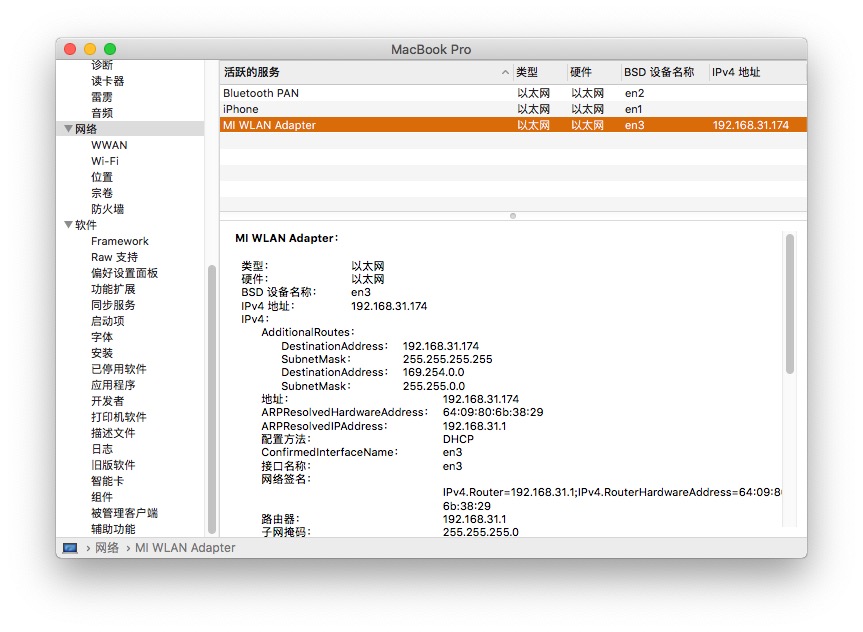 MacBook Pro
诊断
读卡器
雷雳
音频
网络
WWAN
Wi-Fi
位置
宗卷
防火墙
软件
Framework
Raw 支持
偏好设置面板
功能扩展
同步服务
启动项
字体
安装
已停用软件
应用程序
开发者
打印机软件
描述文件
日志
旧版软件
智能卡
组件
被管理客户端
辅助功能
活跃的服务 类型 硬件 BSD 设备名称 IPv4 地址
Bluetooth PAN 以太网 以太网 en2
iPhone 以太网 以太网 en1
MI WLAN Adapter 以太网 以太网 en3 192.168.31.174
MI WLAN Adapter：
类型： 以太网
硬件： 以太网
BSD 设备名称： en3
IPv4 地址： 192.168.31.174
IPv4：
AdditionalRoutes：
DestinationAddress： 192.168.31.174
SubnetMask： 255.255.255.255
DestinationAddress： 169.254.0.0
SubnetMask： 255.255.0.0
地址： 192.168.31.174
ARPResolvedHardwareAddress： 64:09:80:6b:38:29
ARPResolvedIPAddress： 192.168.31.1
配置方法： DHCP
ConfirmedInterfaceName： en3
接口名称： en3
网络签名：
IPv4.Router=192.168.31.1;IPv4.RouterHardwareAddress=64:09:8
6b:38:29
路由器： 192.168.31.1
子网掩码： 255.255.255.0
网络 › MI WLAN Adapter